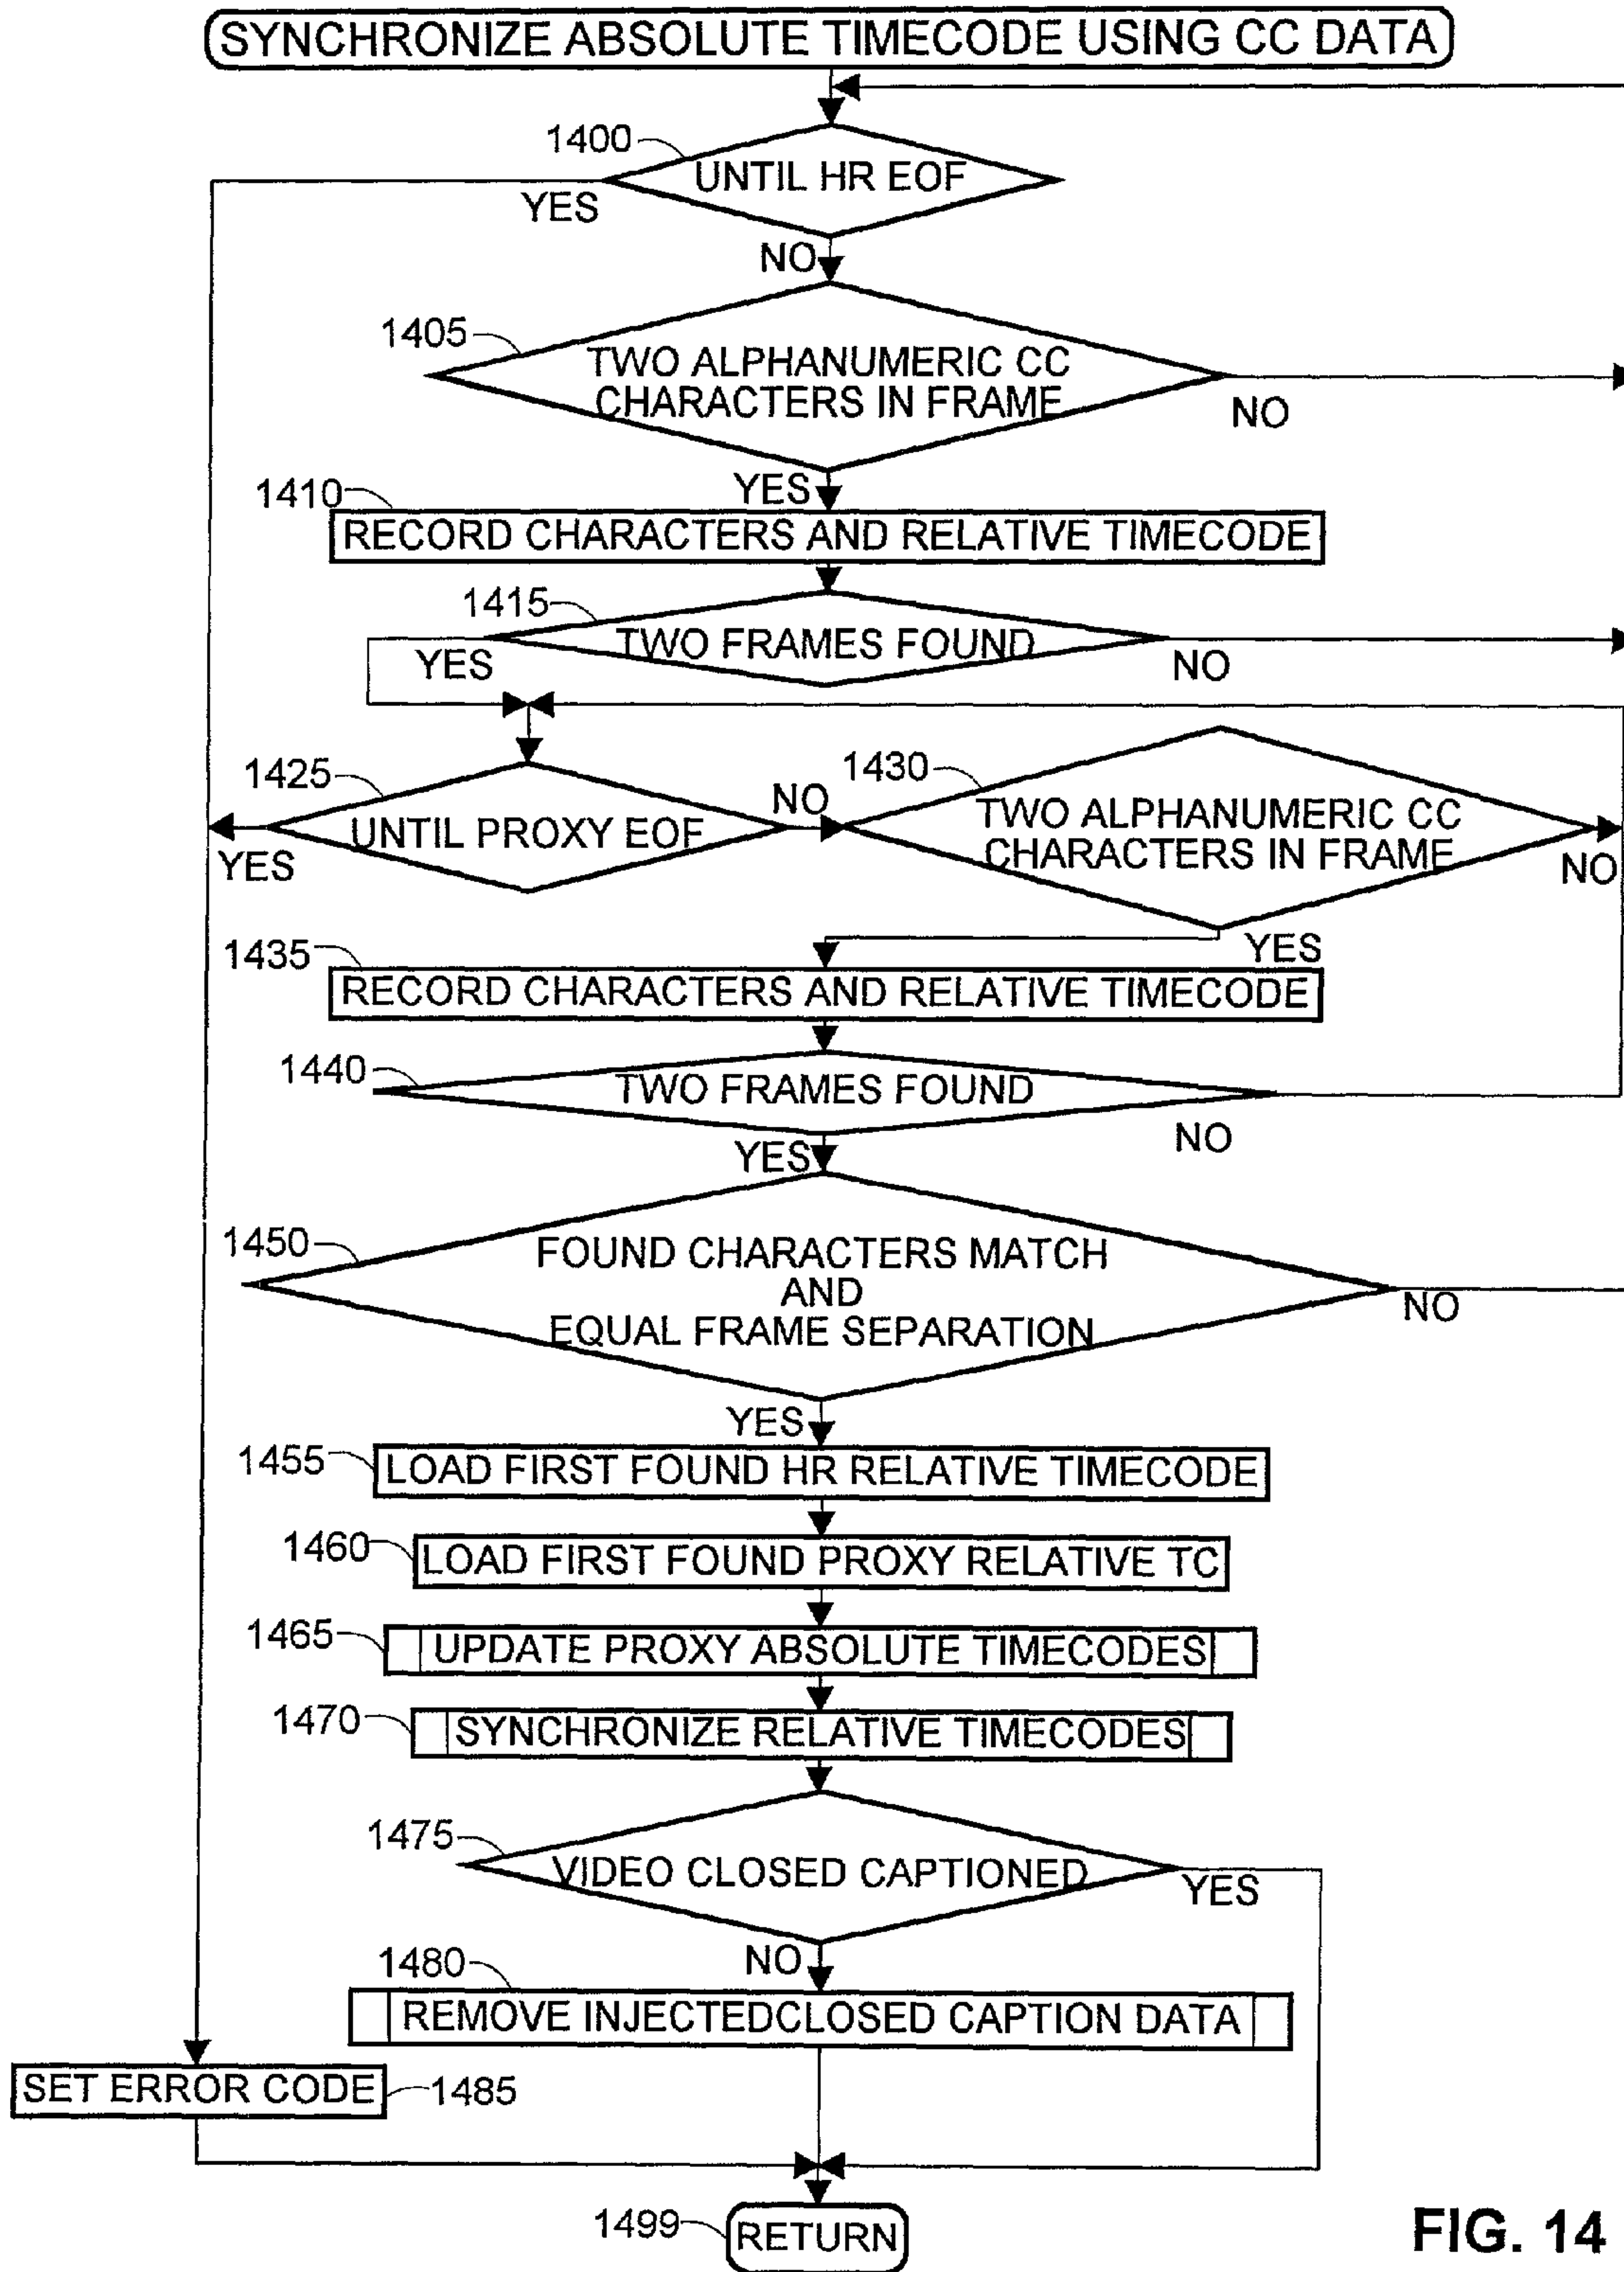 SYNCHRONIZE ABSOLUTE TIMECODE USING CC DATA
1400
UNTIL HR EOF
YES
NO
1405
TWO ALPHANUMERIC CC
CHARACTERS IN FRAME
NO
YES
1410
RECORD CHARACTERS AND RELATIVE TIMECODE
1415
TWO FRAMES FOUND
YES
NO
1425
UNTIL PROXY EOF
NO
YES
1430
TWO ALPHANUMERIC CC
CHARACTERS IN FRAME
NO
YES
1435
RECORD CHARACTERS AND RELATIVE TIMECODE
1440
TWO FRAMES FOUND
NO
YES
1450
FOUND CHARACTERS MATCH
AND
EQUAL FRAME SEPARATION
NO
YES
1455
LOAD FIRST FOUND HR RELATIVE TIMECODE
1460
LOAD FIRST FOUND PROXY RELATIVE TC
1465
UPDATE PROXY ABSOLUTE TIMECODES
1470
SYNCHRONIZE RELATIVE TIMECODES
1475
VIDEO CLOSED CAPTIONED
YES
NO
1480
REMOVE INJECTEDCLOSED CAPTION DATA
SET ERROR CODE
1485
1499
RETURN
FIG. 14